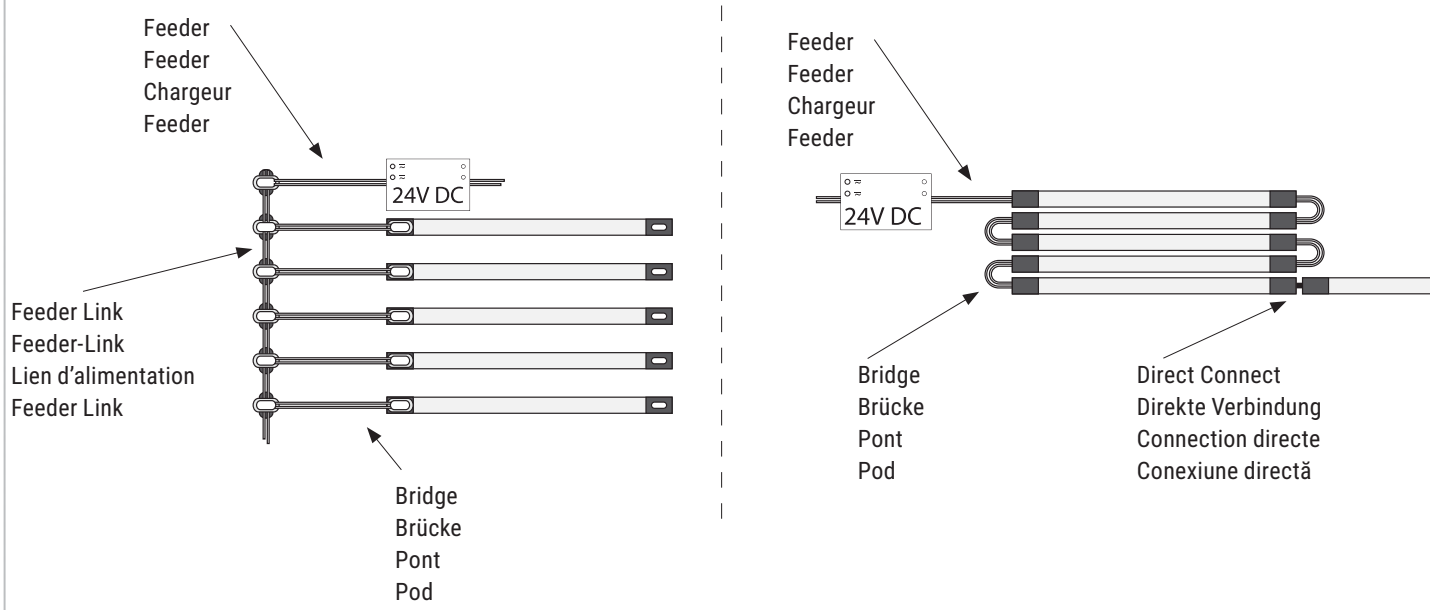 Feeder
Feeder
Chargeur
Feeder
24V DC
Feeder Link
Feeder-Link
Lien d'alimentation
Feeder Link
Bridge
Brücke
Pont
Pod
Feeder
Feeder
Chargeur
Feeder
24V DC
Bridge
Brücke
Pont
Pod
Direct Connect
Direkte Verbindung
Connection directe
Conexiune directă